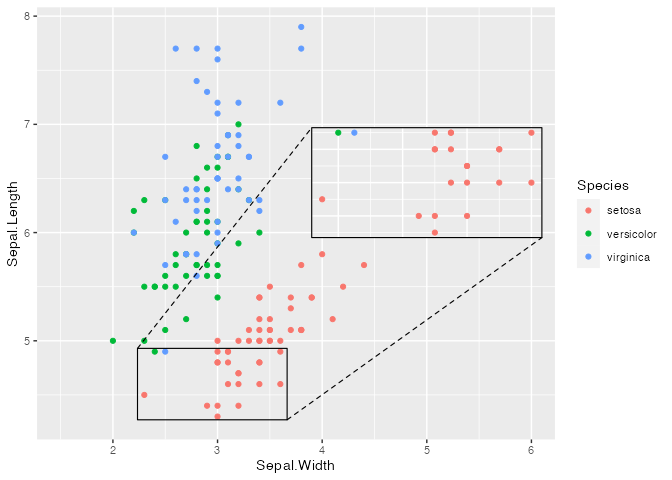 8
7
6
5
Sepal.Length
2 3 4 5 6
Sepal.Width
Species
setosa
versicolor
virginica